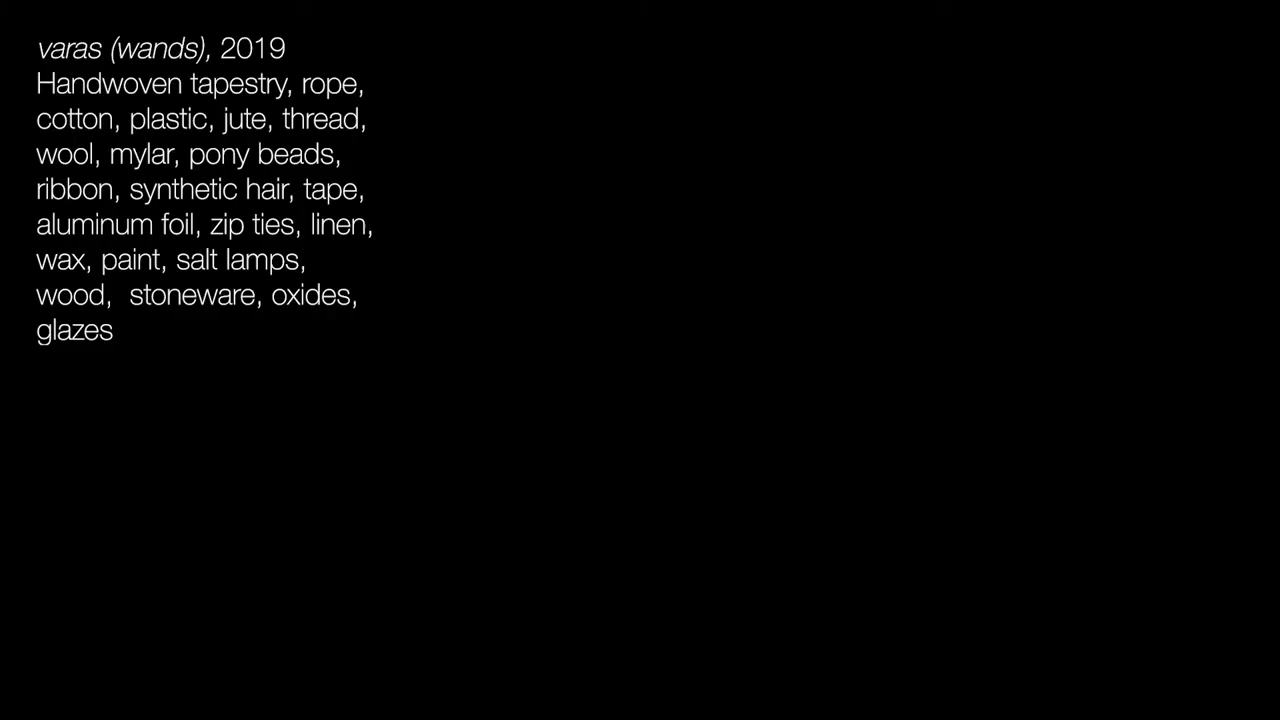 varas (wands), 2019
Handwoven tapestry, rope,
cotton, plastic, jute, thread,
wool, mylar, pony beads,
ribbon, synthetic hair, tape,
aluminum foil, zip ties, linen,
wax, paint, salt lamps,
wood,  stoneware, oxides,
glazes